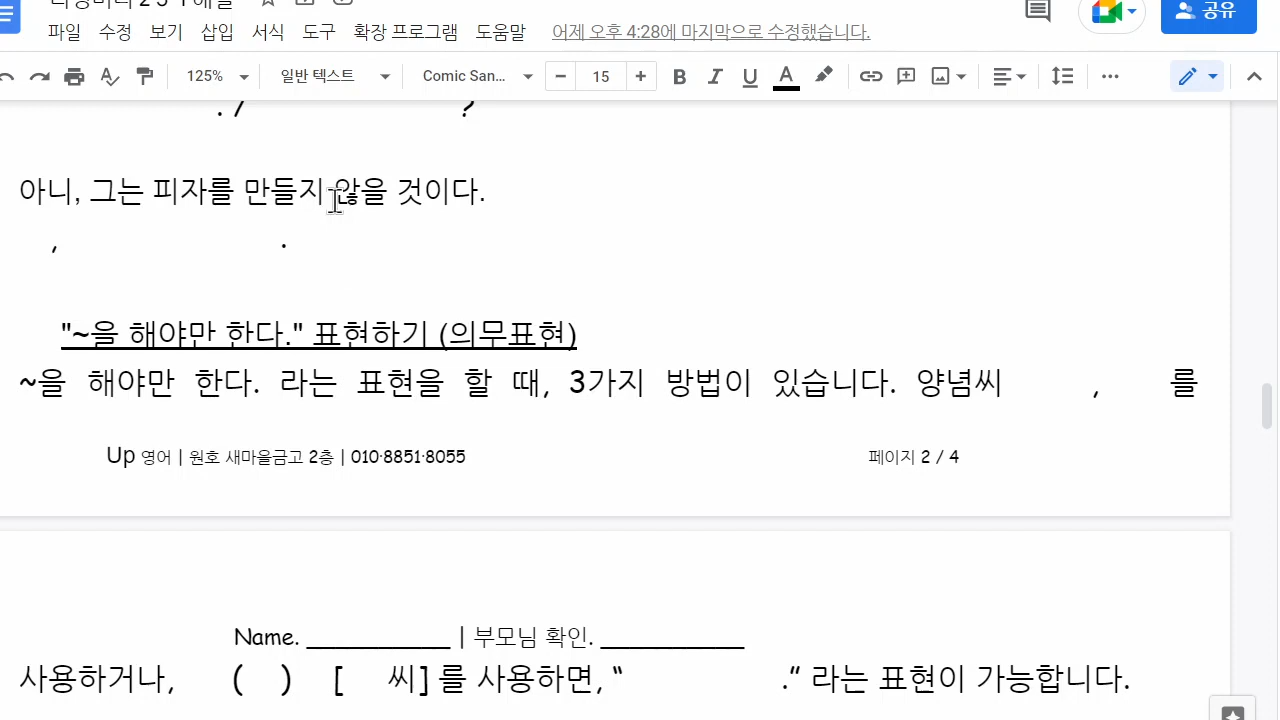 파일 수정 보기 삽입 서식 도구 확장 프로그램 도움말 어제 오후 4:28에 마지막으로 수정했습니다.
공유
125% 일반 텍스트 Comic San... 15 B I U A
. / ?
아니, 그는 피자를 만들지 않을 것이다.
, .
"~을 해야만 한다." 표현하기 (의무표현)
~을 해야만 한다. 라는 표현을 할 때, 3가지 방법이 있습니다. 양념씨 , 를
Up 영어 | 원호 새마을금고 2층 | 010·8851·8055 페이지 2 / 4
Name. ____________ | 부모님 확인. ____________
사용하거나, ( ) [ 씨] 를 사용하면, “ .“ 라는 표현이 가능합니다.